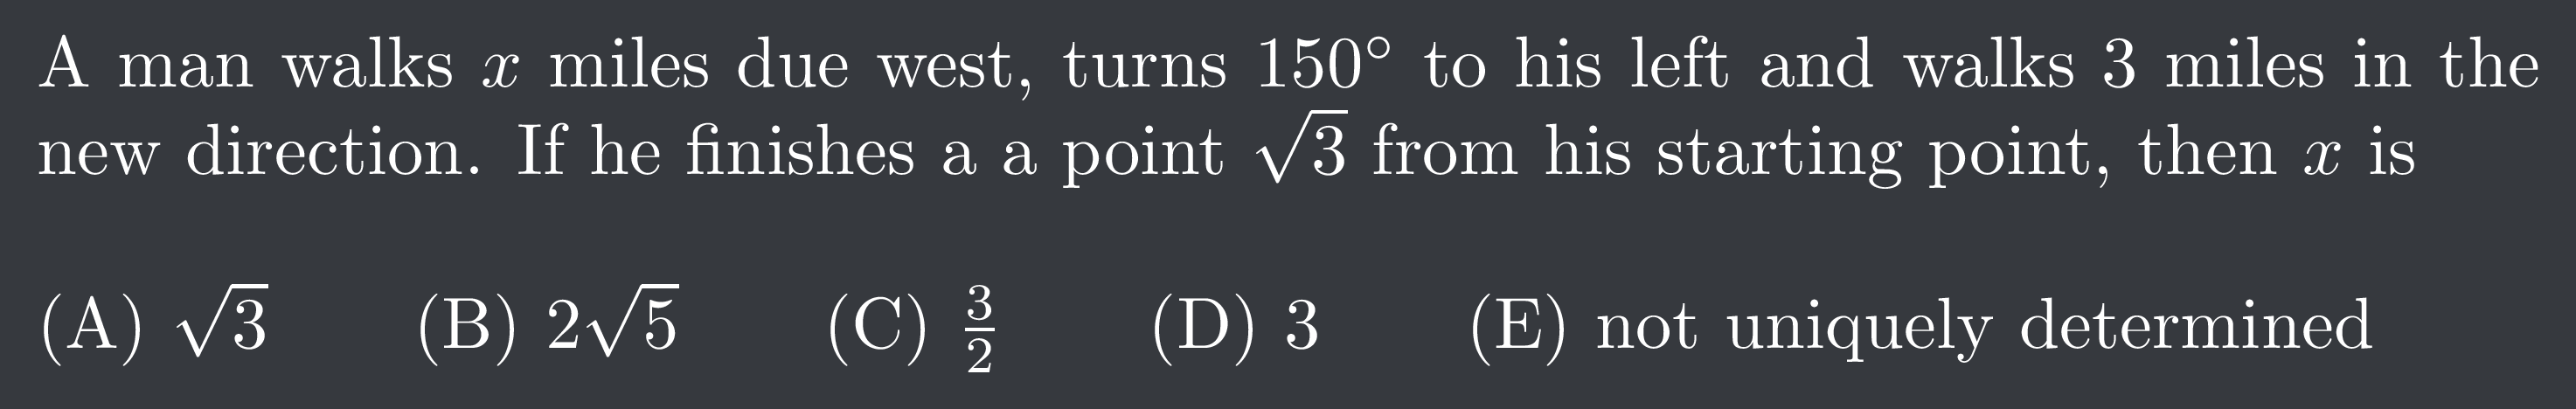 A man walks x miles due west, turns 150° to his left and walks 3 miles in the
new direction. If he finishes a a point √3 from his starting point, then x is
(A) √3 (B) 2√5 (C) 3/2 (D) 3 (E) not uniquely determined